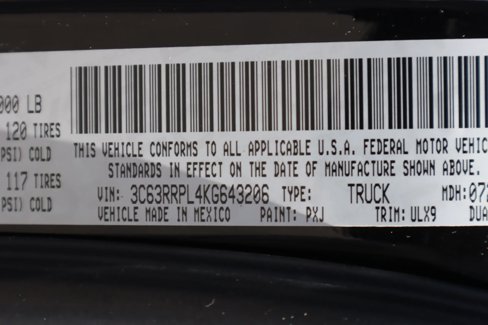 000 LB
120 TIRES
PSI) COLD
117 TIRES
PSI) COLD
THIS VEHICLE CONFORMS TO ALL APPLICABLE U.S.A. FEDERAL MOTOR VEHIC
STANDARDS IN EFFECT ON THE DATE OF MANUFACTURE SHOWN ABOVE.
VIN: 3C63RRPL4KG643206 TYPE: TRUCK MDH: 072
VEHICLE MADE IN MEXICO PAINT: PXJ TRIM: ULX9 DUA